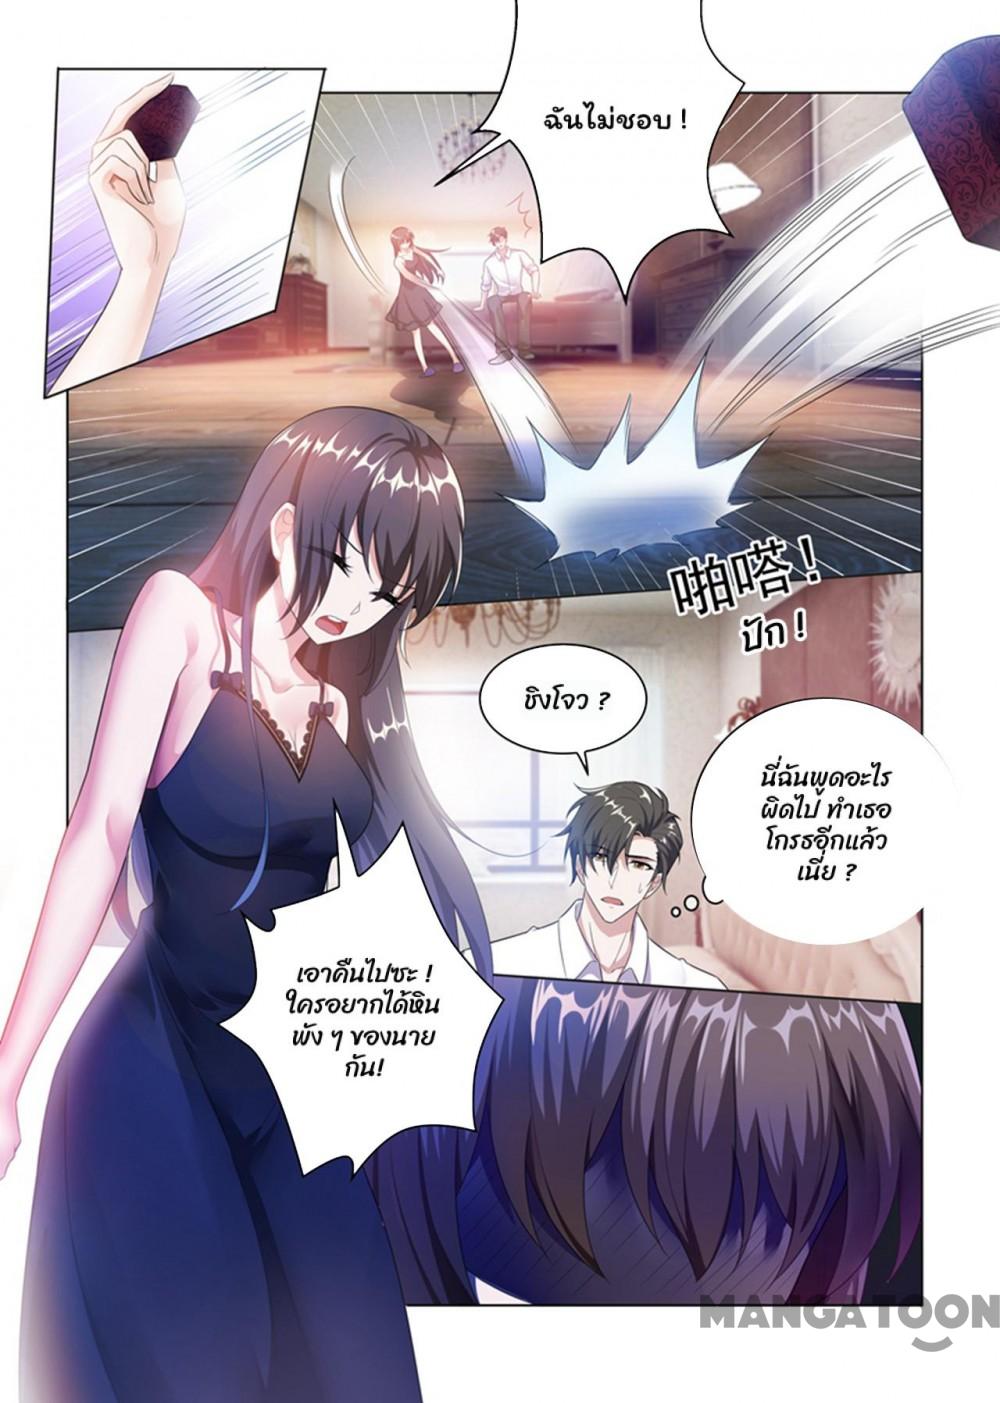 ฉันไม่ชอบ !
啪嗒！
ปัก !
ชิงโจว ?
นี่ฉันพูดอะไร
ผิดไป ทำเธอ
โกรธอีกแล้ว
เนี่ย ?
เอาคืนไปซะ !
ใครอยากได้หิน
พัง ๆ ของนาย
กัน!
MANGATOON